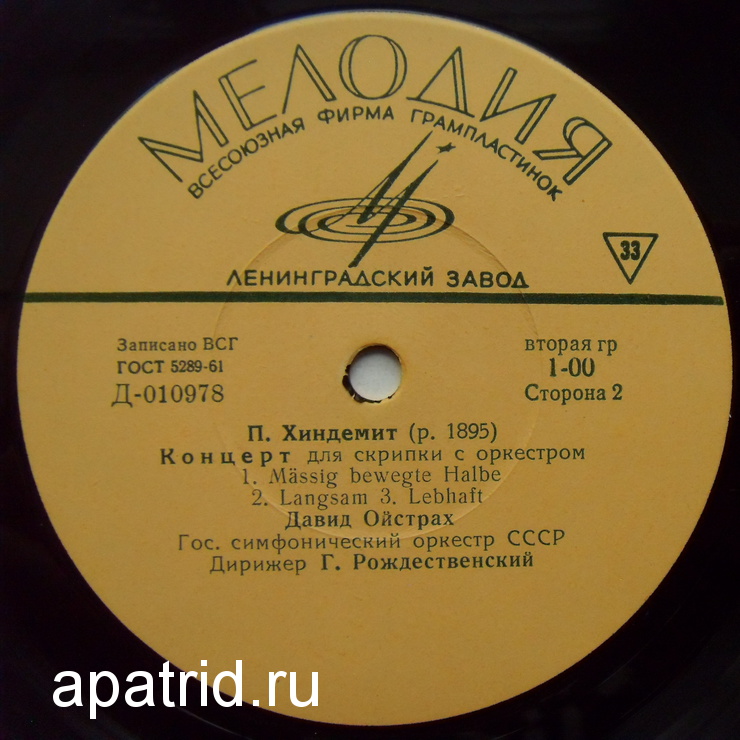 МЕЛОДИЯ
ВСЕСОЮЗНАЯ ФИРМА ГРАМПЛАСТИНОК
33
ЛЕНИНГРАДСКИЙ ЗАВОД
Записано ВСГ
ГОСТ 5289-61
Д-010978
вторая гр
1-00
Сторона 2
П. Хиндемит (р. 1895)
Концерт для скрипки с оркестром
1. Mässig bewegte Halbe
2. Langsam 3. Lebhaft
Давид Ойстрах
Гос. симфонический оркестр СССР
Дирижер Г. Рождественский
apatrid.ru